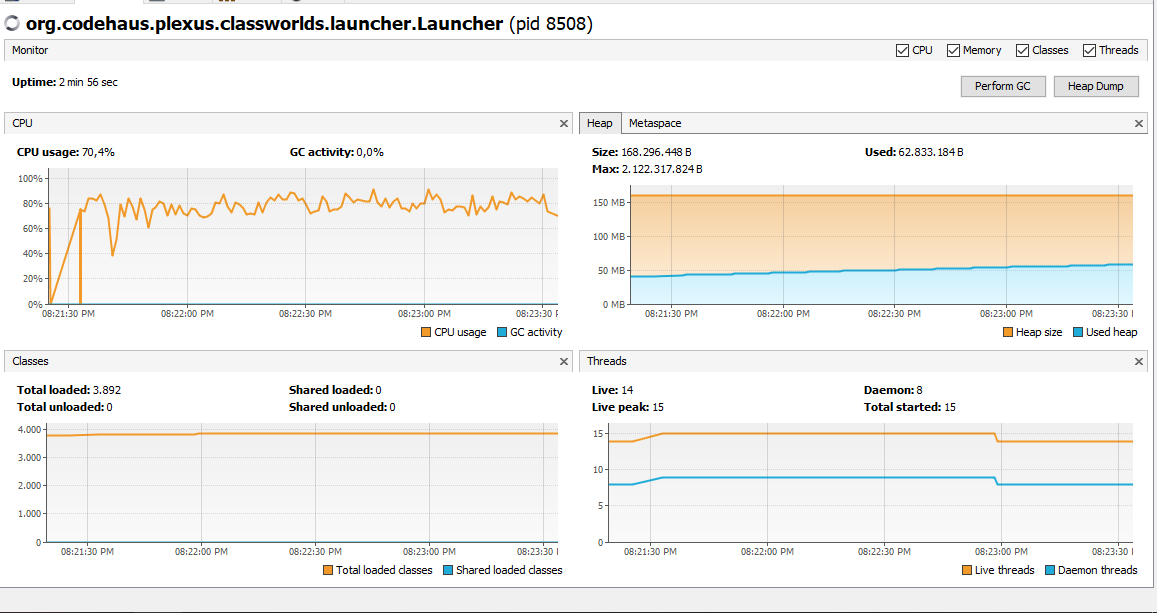 org.codehaus.plexus.classworlds.launcher.Launcher (pid 8508)
Monitor
CPU Memory Classes Threads
Uptime: 2 min 56 sec
Perform GC Heap Dump
CPU
CPU usage: 70,4% GC activity: 0,0%
100%
80%
60%
40%
20%
0%
08:21:30 PM 08:22:00 PM 08:22:30 PM 08:23:00 PM 08:23:30 P
CPU usage GC activity
Heap Metaspace
Size: 168.296.448 B Used: 62.833.184 B
Max: 2.122.317.824 B
150 MB
100 MB
50 MB
0 MB
08:21:30 PM 08:22:00 PM 08:22:30 PM 08:23:00 PM 08:23:30 P
Heap size Used heap
Classes
Total loaded: 3.892 Shared loaded: 0
Total unloaded: 0 Shared unloaded: 0
4.000
3.000
2.000
1.000
0
08:21:30 PM 08:22:00 PM 08:22:30 PM 08:23:00 PM 08:23:30
Total loaded classes Shared loaded classes
Threads
Live: 14 Daemon: 8
Live peak: 15 Total started: 15
15
10
5
0
08:21:30 PM 08:22:00 PM 08:22:30 PM 08:23:00 PM 08:23:30
Live threads Daemon threads